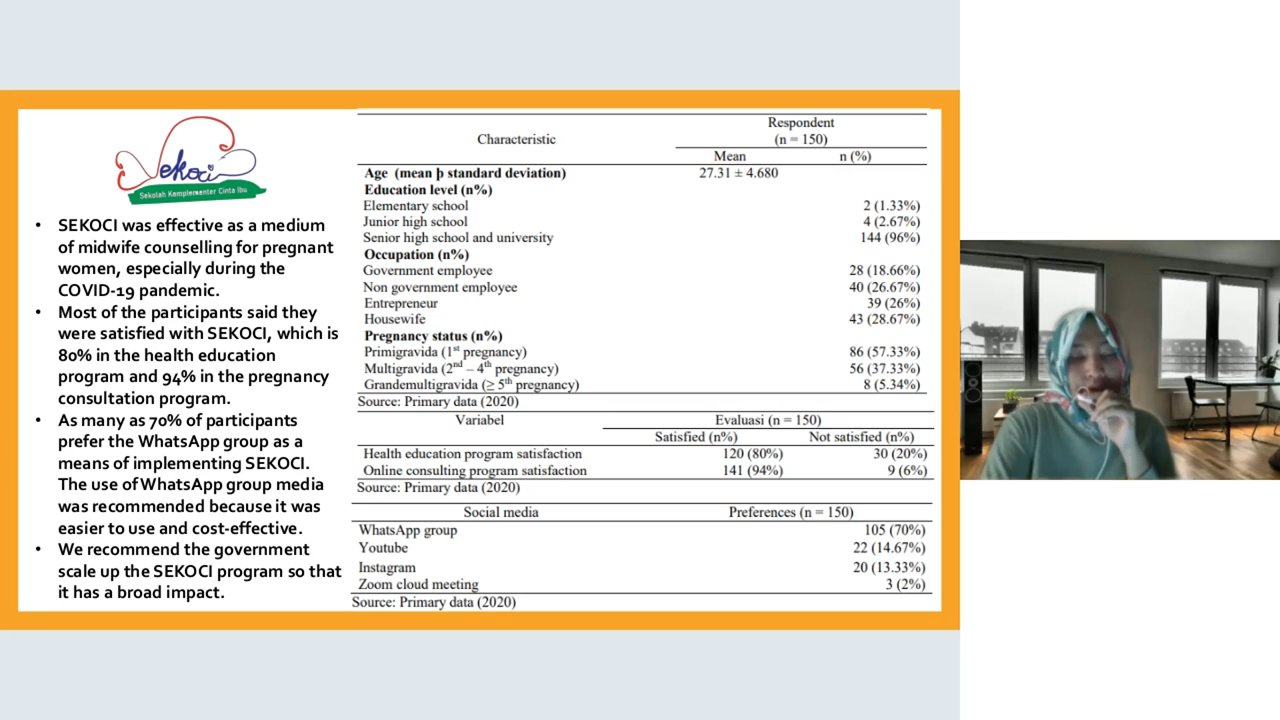 Sekoci
Sekolah Komplementer Cinta Ibu
• SEKOCI was effective as a medium
of midwife counselling for pregnant
women, especially during the
COVID-19 pandemic.
• Most of the participants said they
were satisfied with SEKOCI, which is
80% in the health education
program and 94% in the pregnancy
consultation program.
• As many as 70% of participants
prefer the WhatsApp group as a
means of implementing SEKOCI.
The use of WhatsApp group media
was recommended because it was
easier to use and cost-effective.
• We recommend the government
scale up the SEKOCI program so that
it has a broad impact.
Characteristic Respondent
(n = 150)
Mean n (%)
Age (mean þ standard deviation) 27.31 ± 4.680
Education level (n%)
Elementary school 2 (1.33%)
Junior high school 4 (2.67%)
Senior high school and university 144 (96%)
Occupation (n%)
Government employee 28 (18.66%)
Non government employee 40 (26.67%)
Entrepreneur 39 (26%)
Housewife 43 (28.67%)
Pregnancy status (n%)
Primigravida (1st pregnancy) 86 (57.33%)
Multigravida (2nd – 4th pregnancy) 56 (37.33%)
Grandemultigravida (≥ 5th pregnancy) 8 (5.34%)
Source: Primary data (2020)
Variabel Evaluasi (n = 150)
Satisfied (n%) Not satisfied (n%)
Health education program satisfaction 120 (80%) 30 (20%)
Online consulting program satisfaction 141 (94%) 9 (6%)
Source: Primary data (2020)
Social media Preferences (n = 150)
WhatsApp group 105 (70%)
Youtube 22 (14.67%)
Instagram 20 (13.33%)
Zoom cloud meeting 3 (2%)
Source: Primary data (2020)